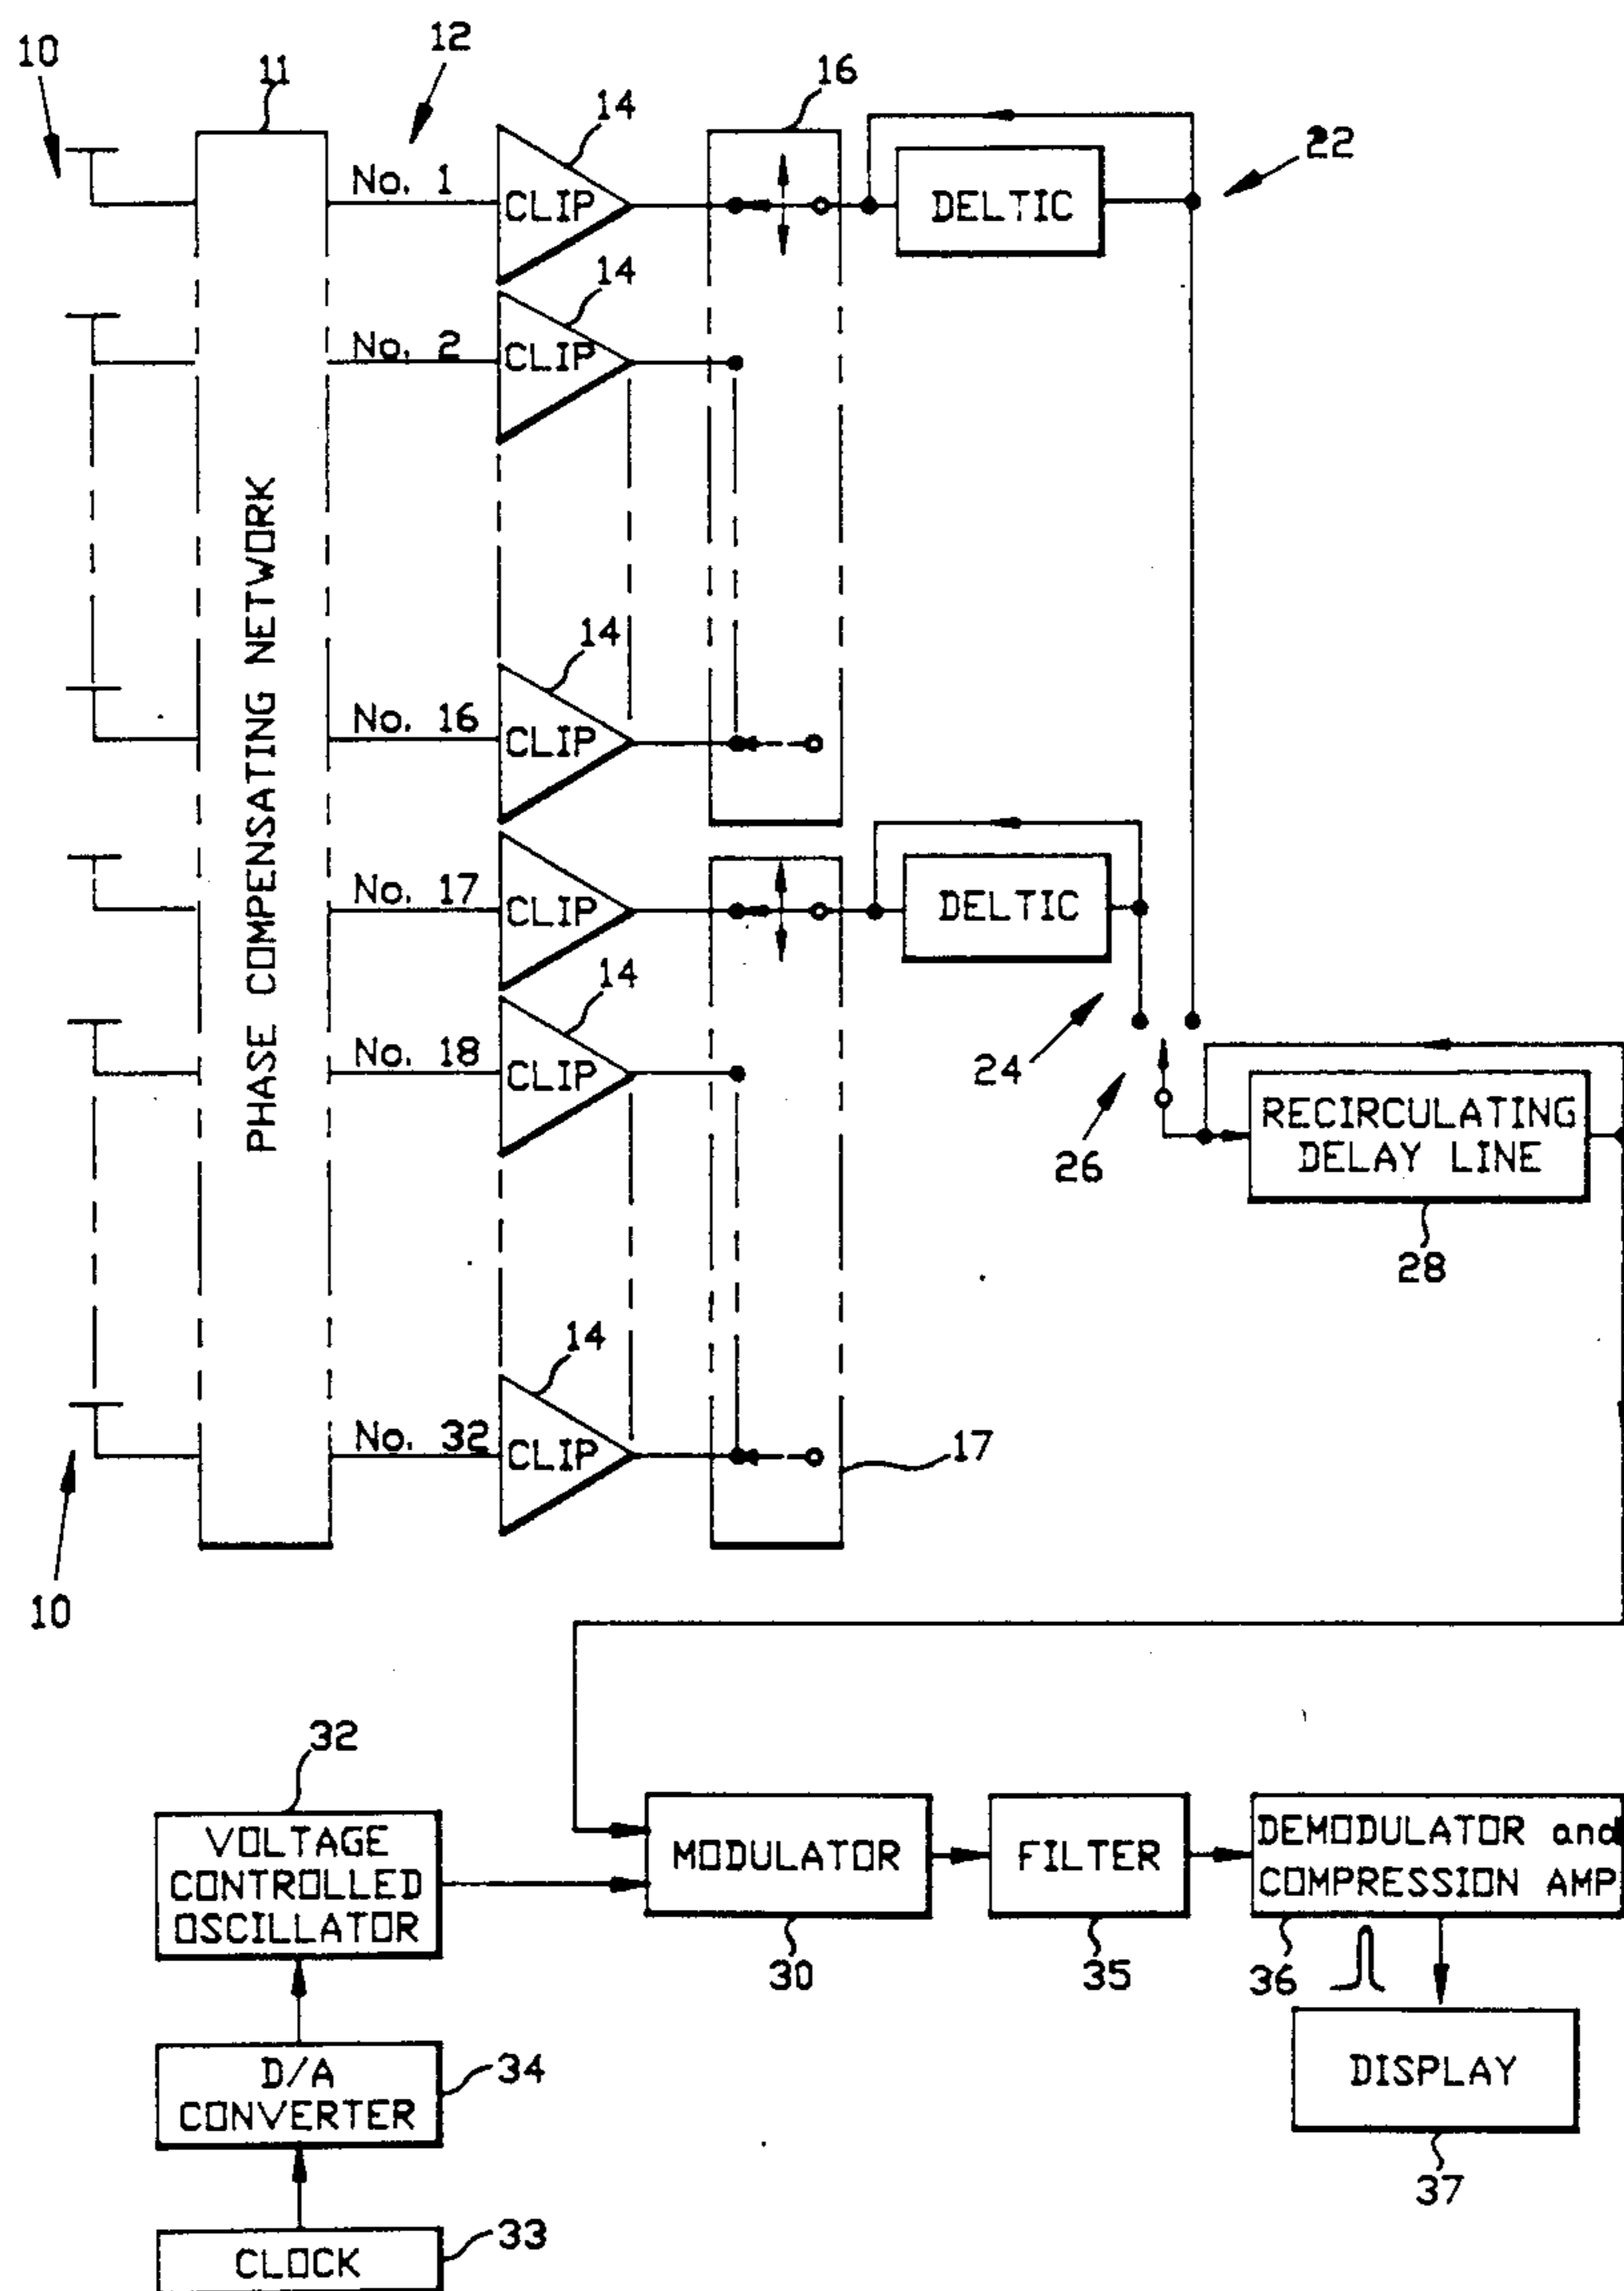 10
11
12
14
16
22
No. 1
CLIP
DELTIC
14
No. 2
CLIP
PHASE COMPENSATING NETWORK
14
No. 16
CLIP
No. 17
CLIP
DELTIC
14
No. 18
CLIP
24
26
RECIRCULATING
DELAY LINE
28
14
No. 32
CLIP
17
10
32
VOLTAGE
CONTROLLED
OSCILLATOR
MODULATOR
30
FILTER
35
DEMODULATOR and
COMPRESSION AMP
36
D/A
CONVERTER
34
DISPLAY
37
CLOCK
33